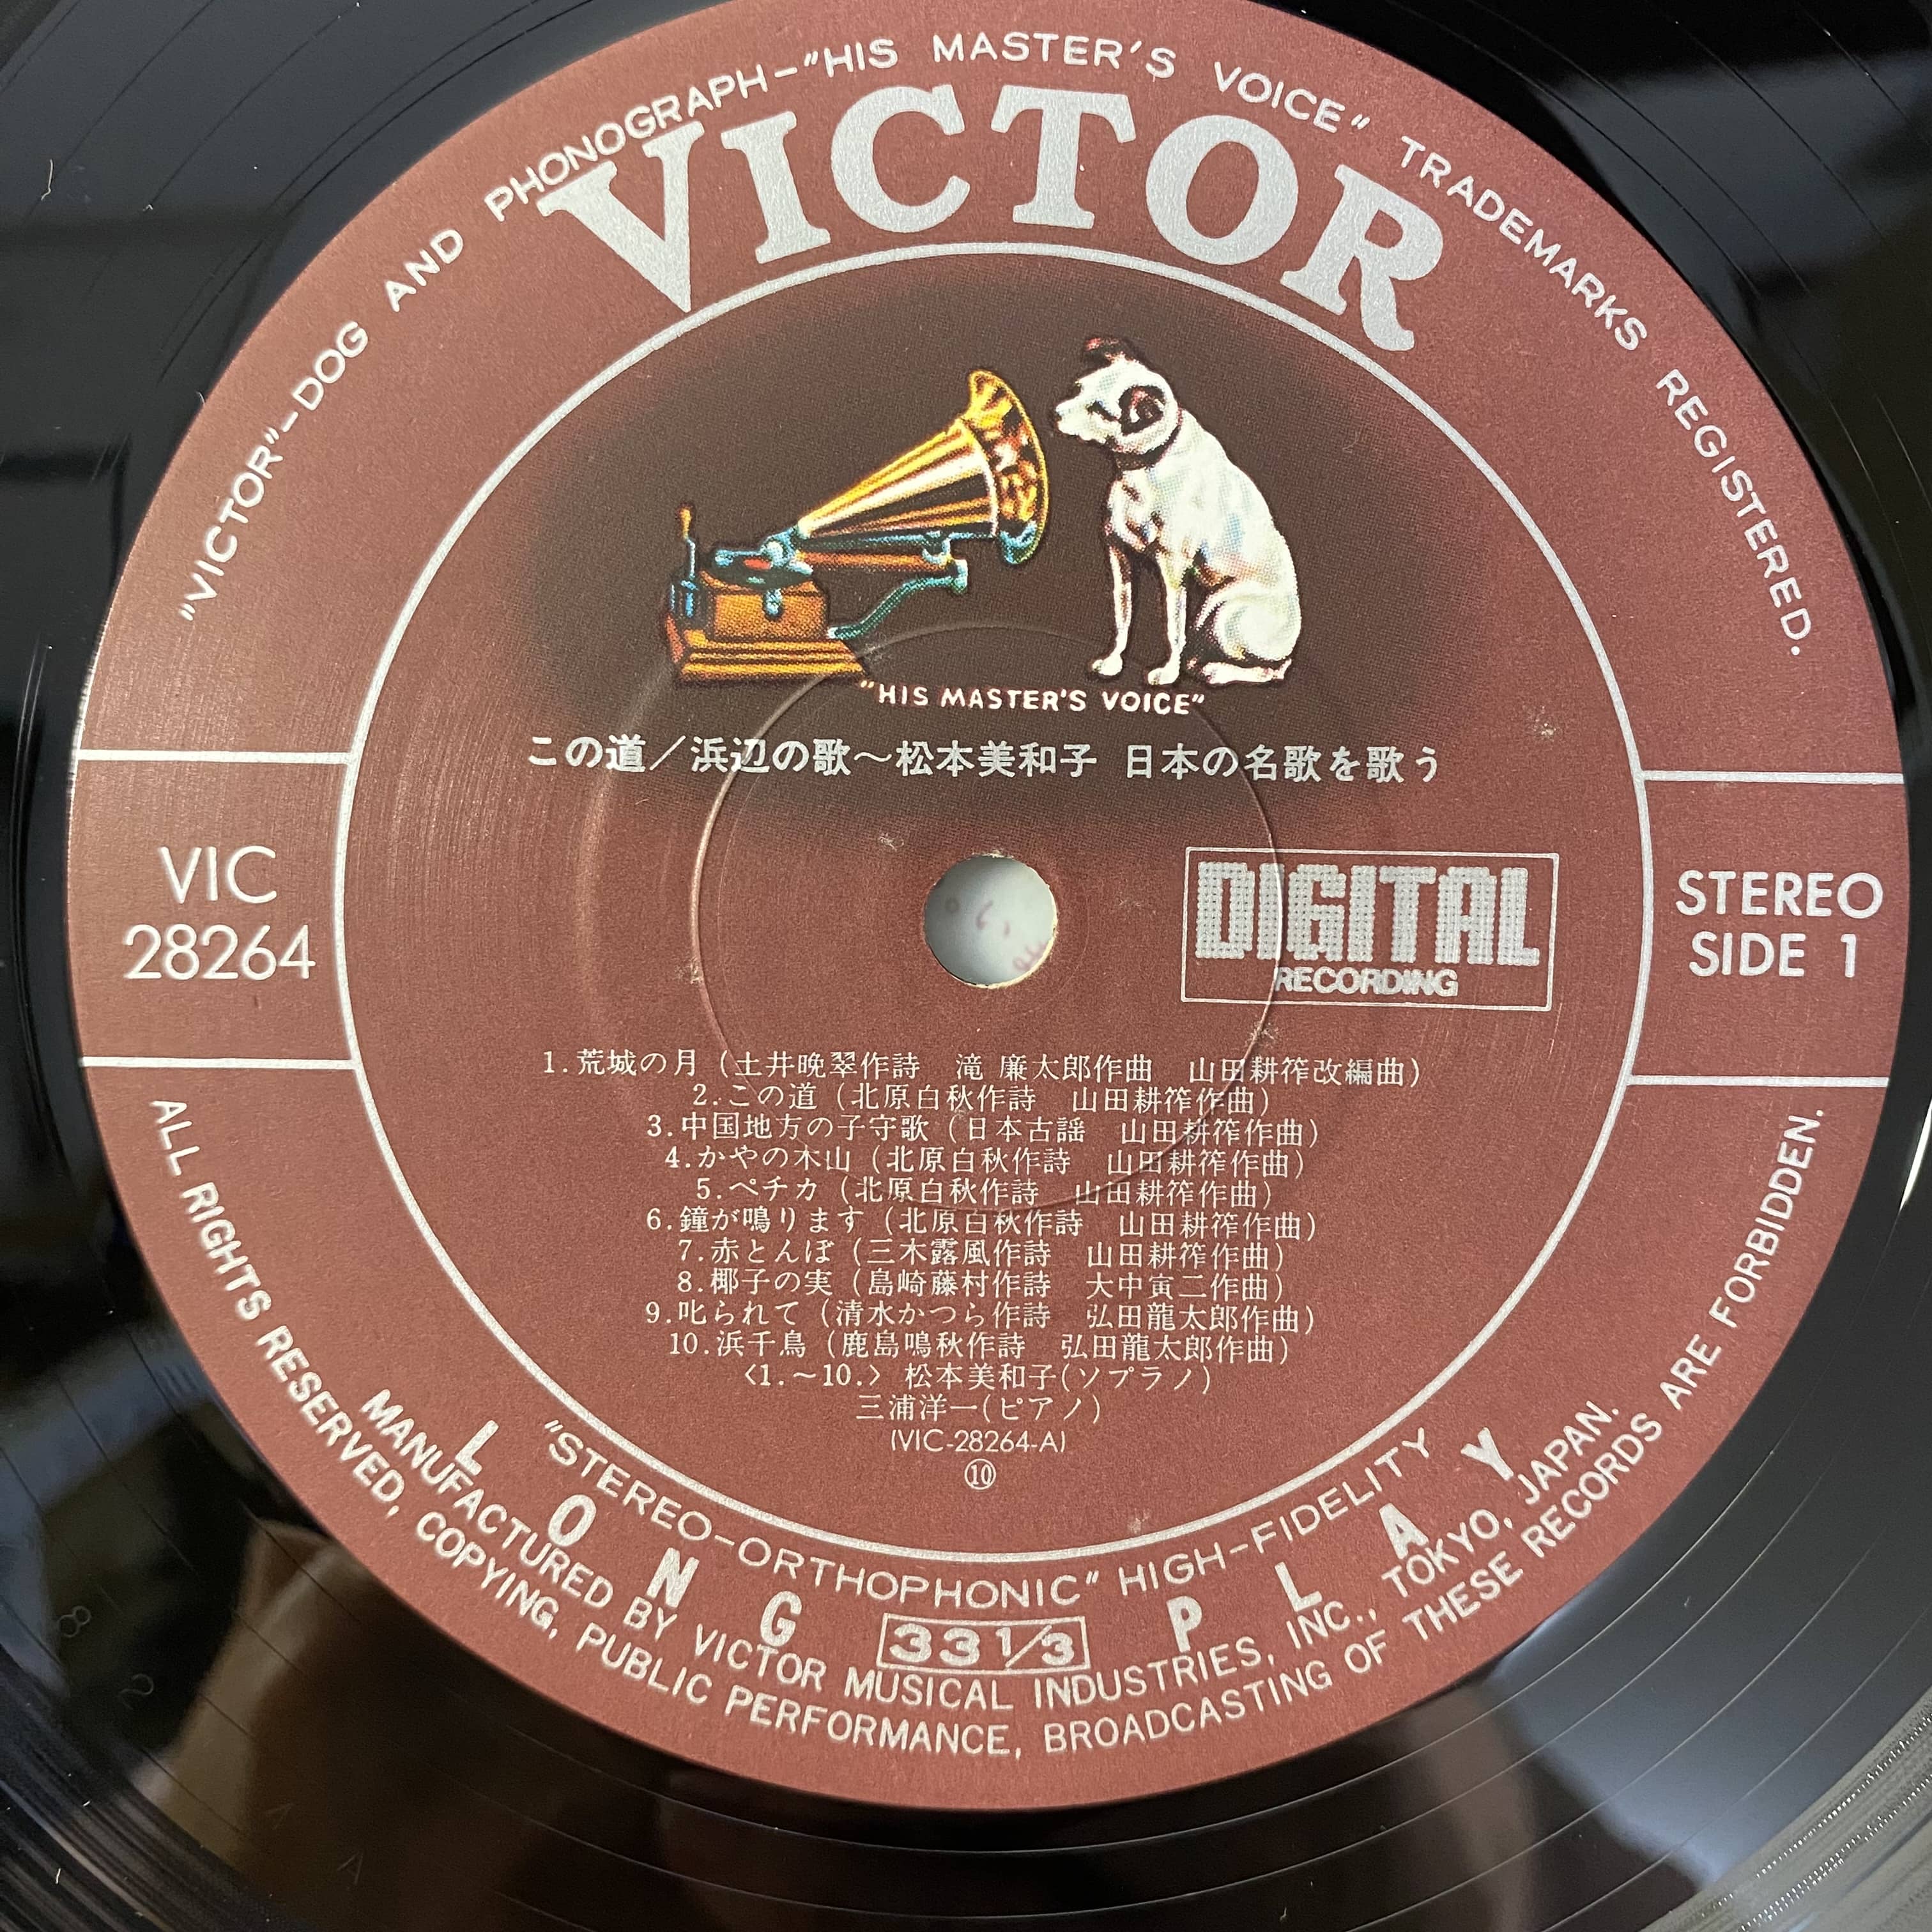 "VICTOR"-DOG AND PHONOGRAPH-"HIS MASTER'S VOICE" TRADEMARKS REGISTERED.
VICTOR
"HIS MASTER'S VOICE"
この道／浜辺の歌〜松本美和子 日本の名歌を歌う
VIC
28264
DIGITAL
RECORDING
STEREO
SIDE 1
1.荒城の月(土井晩翠作詩 滝 廉太郎作曲 山田耕筰改編曲)
2.この道(北原白秋作詩 山田耕筰作曲)
3.中国地方の子守歌(日本古謡 山田耕筰作曲)
4.かやの木山(北原白秋作詩 山田耕筰作曲)
5.ペチカ(北原白秋作詩 山田耕筰作曲)
6.鐘が鳴ります(北原白秋作詩 山田耕筰作曲)
7.赤とんぼ(三木露風作詩 山田耕筰作曲)
8.椰子の実(島崎藤村作詩 大中寅二作曲)
9.叱られて(清水かつら作詩 弘田龍太郎作曲)
10.浜千鳥(鹿島鳴秋作詩 弘田龍太郎作曲)
〈1.〜10.〉 松本美和子(ソプラノ)
三浦洋一(ピアノ)
(VIC-28264-A)
⑩
"STEREO-ORTHOPHONIC" HIGH-FIDELITY
LONG 33 1/3 PLAY
MANUFACTURED BY VICTOR MUSICAL INDUSTRIES, INC., TOKYO, JAPAN.
ALL RIGHTS RESERVED, COPYING, PUBLIC PERFORMANCE, BROADCASTING OF THESE RECORDS ARE FORBIDDEN.